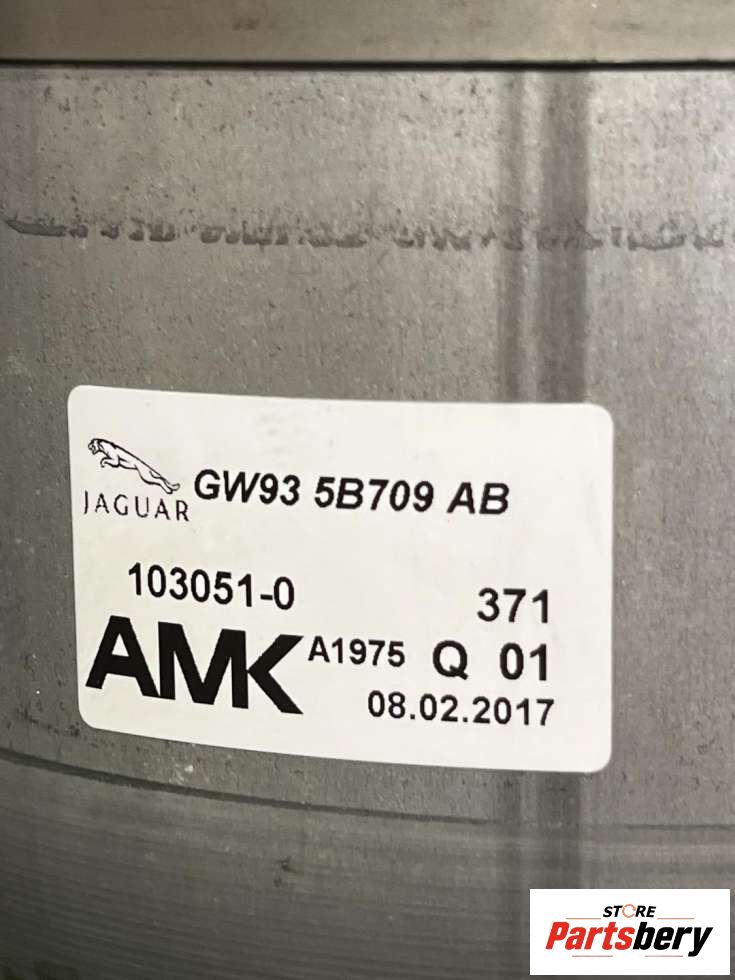 JAGUAR
GW93 5B709 AB
103051-0
371
AMK A1975 Q 01
08.02.2017
STORE
Partsbery